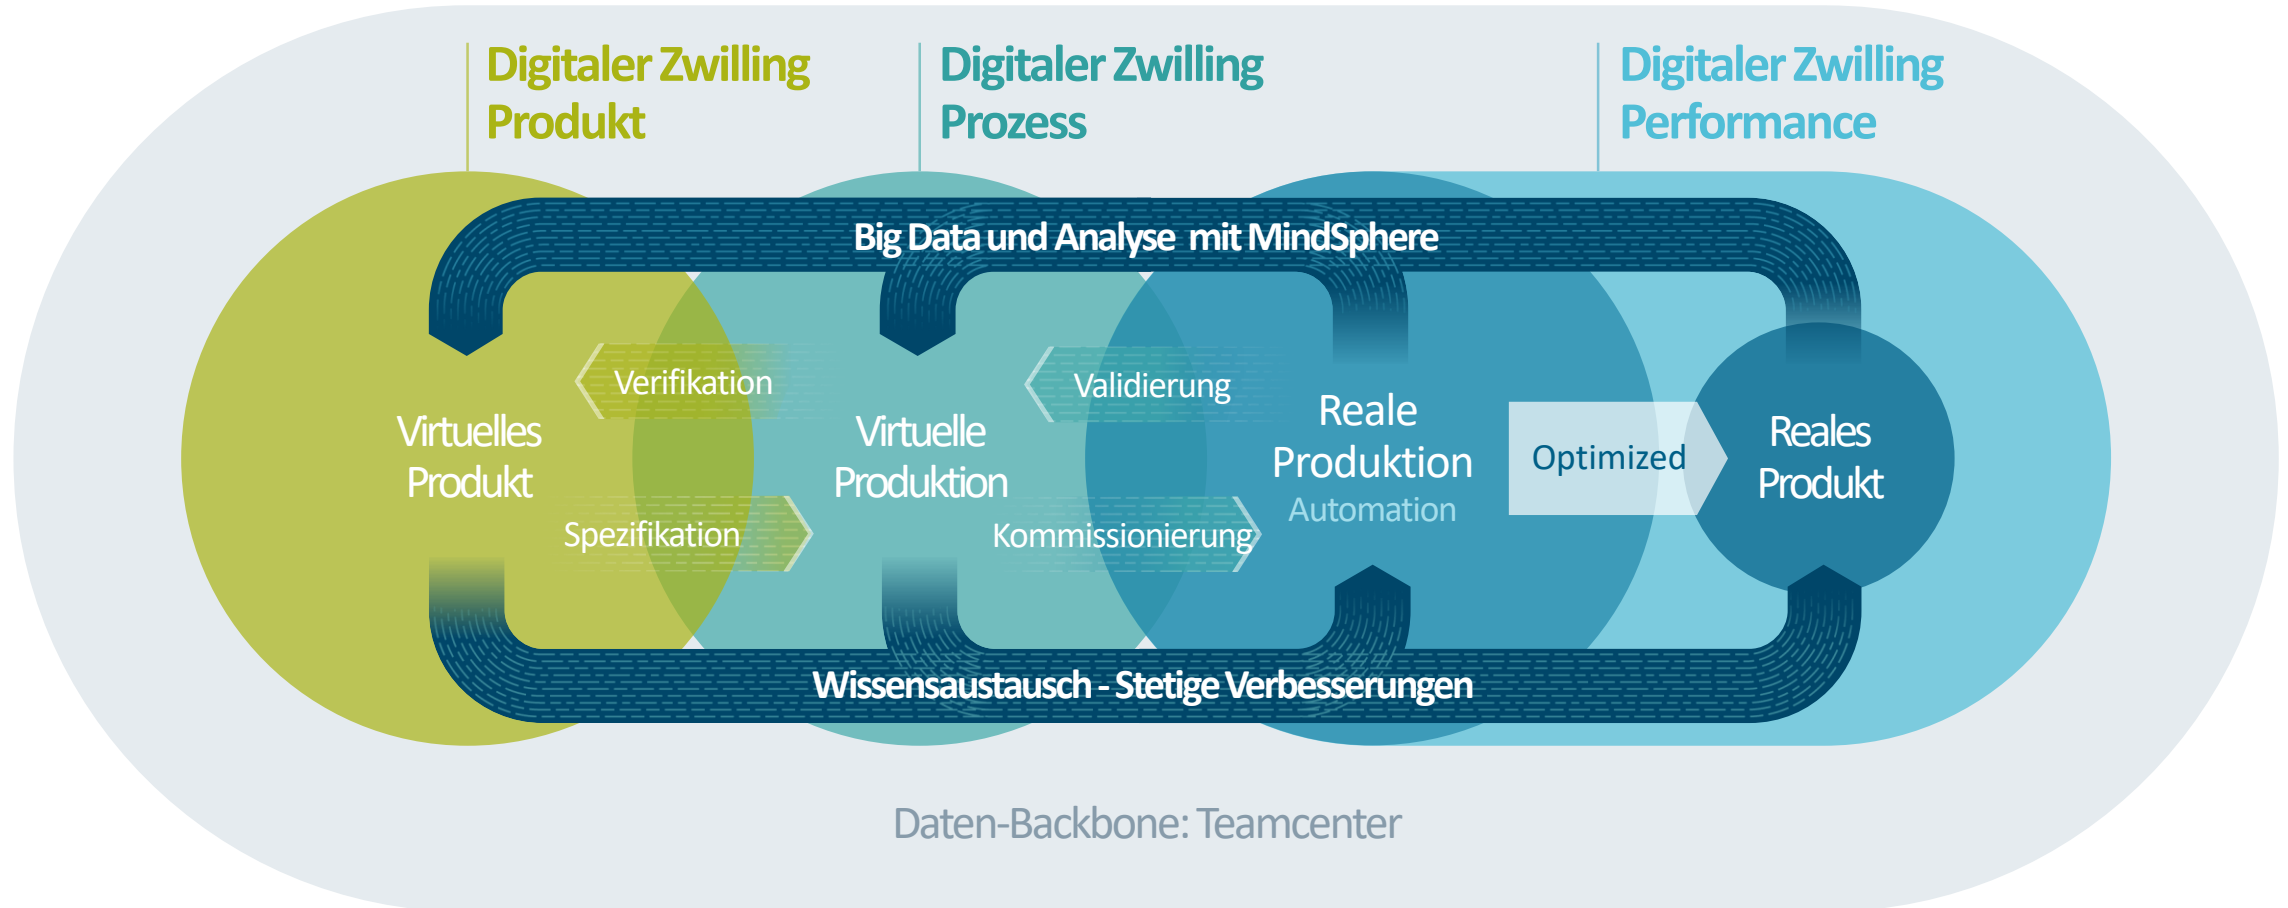 Digitaler Zwilling
Produkt
Digitaler Zwilling
Prozess
Digitaler Zwilling
Performance
Big Data und Analyse mit MindSphere
Verifikation
Validierung
Virtuelles
Produkt
Virtuelle
Produktion
Reale
Produktion
Automation
Optimized
Reales
Produkt
Spezifikation
Kommissionierung
Wissensaustausch - Stetige Verbesserungen
Daten-Backbone: Teamcenter